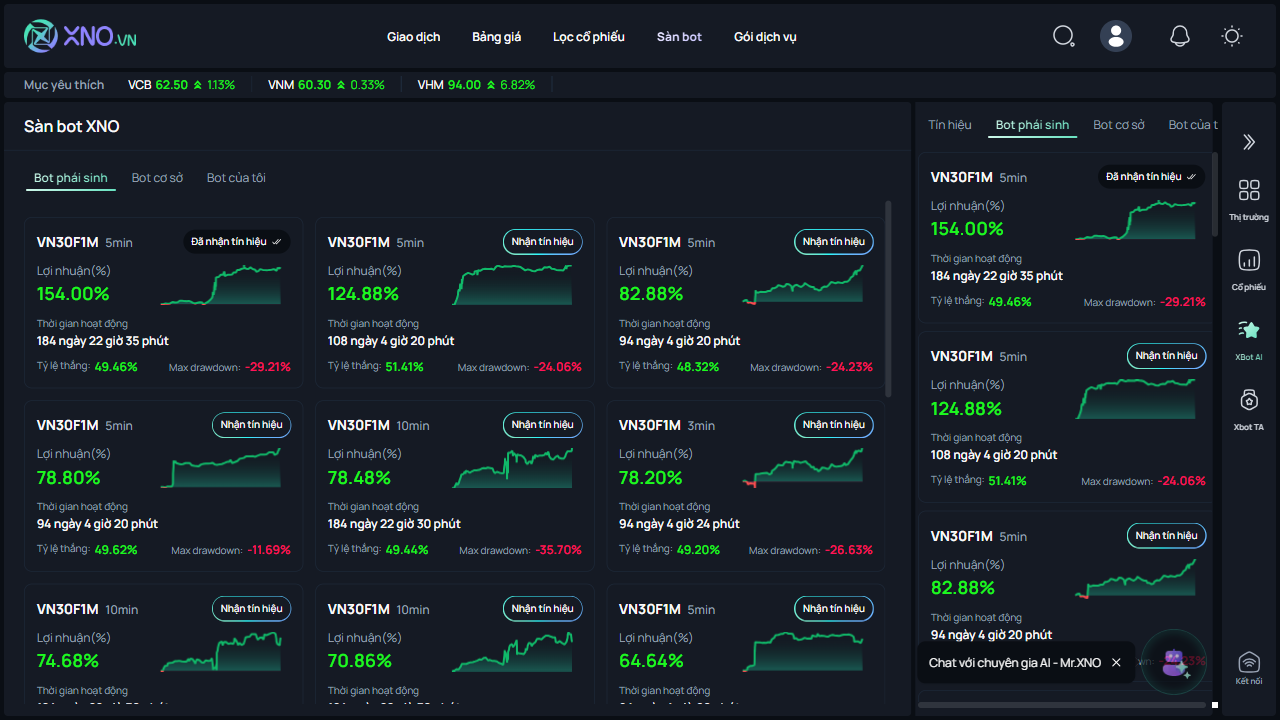 XNO.VN
Giao dịch Bảng giá Lọc cổ phiếu Sàn bot Gói dịch vụ
Mục yêu thích VCB 62.50 1.13% VNM 60.30 0.33% VHM 94.00 6.82%
Sàn bot XNO
Bot phái sinh Bot cơ sở Bot của tôi
VN30F1M 5min Đã nhận tín hiệu
Lợi nhuận(%)
154.00%
Thời gian hoạt động
184 ngày 22 giờ 35 phút
Tỷ lệ thắng: 49.46% Max drawdown: -29.21%
VN30F1M 5min Nhận tín hiệu
Lợi nhuận(%)
124.88%
Thời gian hoạt động
108 ngày 4 giờ 20 phút
Tỷ lệ thắng: 51.41% Max drawdown: -24.06%
VN30F1M 5min Nhận tín hiệu
Lợi nhuận(%)
82.88%
Thời gian hoạt động
94 ngày 4 giờ 20 phút
Tỷ lệ thắng: 48.32% Max drawdown: -24.23%
VN30F1M 5min Nhận tín hiệu
Lợi nhuận(%)
78.80%
Thời gian hoạt động
94 ngày 4 giờ 20 phút
Tỷ lệ thắng: 49.62% Max drawdown: -11.69%
VN30F1M 10min Nhận tín hiệu
Lợi nhuận(%)
78.48%
Thời gian hoạt động
184 ngày 22 giờ 30 phút
Tỷ lệ thắng: 49.44% Max drawdown: -35.70%
VN30F1M 3min Nhận tín hiệu
Lợi nhuận(%)
78.20%
Thời gian hoạt động
94 ngày 4 giờ 24 phút
Tỷ lệ thắng: 49.20% Max drawdown: -26.63%
VN30F1M 10min Nhận tín hiệu
Lợi nhuận(%)
74.68%
Thời gian hoạt động
VN30F1M 10min Nhận tín hiệu
Lợi nhuận(%)
70.86%
Thời gian hoạt động
VN30F1M 5min Nhận tín hiệu
Lợi nhuận(%)
64.64%
Thời gian hoạt động
Tín hiệu Bot phái sinh Bot cơ sở Bot của t
VN30F1M 5min Đã nhận tín hiệu
Lợi nhuận(%)
154.00%
Thời gian hoạt động
184 ngày 22 giờ 35 phút
Tỷ lệ thắng: 49.46% Max drawdown: -29.21%
VN30F1M 5min Nhận tín hiệu
Lợi nhuận(%)
124.88%
Thời gian hoạt động
108 ngày 4 giờ 20 phút
Tỷ lệ thắng: 51.41% Max drawdown: -24.06%
VN30F1M 5min Nhận tín hiệu
Lợi nhuận(%)
82.88%
Thời gian hoạt động
94 ngày 4 giờ 20 phút
Chat với chuyên gia AI - Mr.XNO
Thị trường
Cổ phiếu
XBot AI
Xbot TA
Kết nối